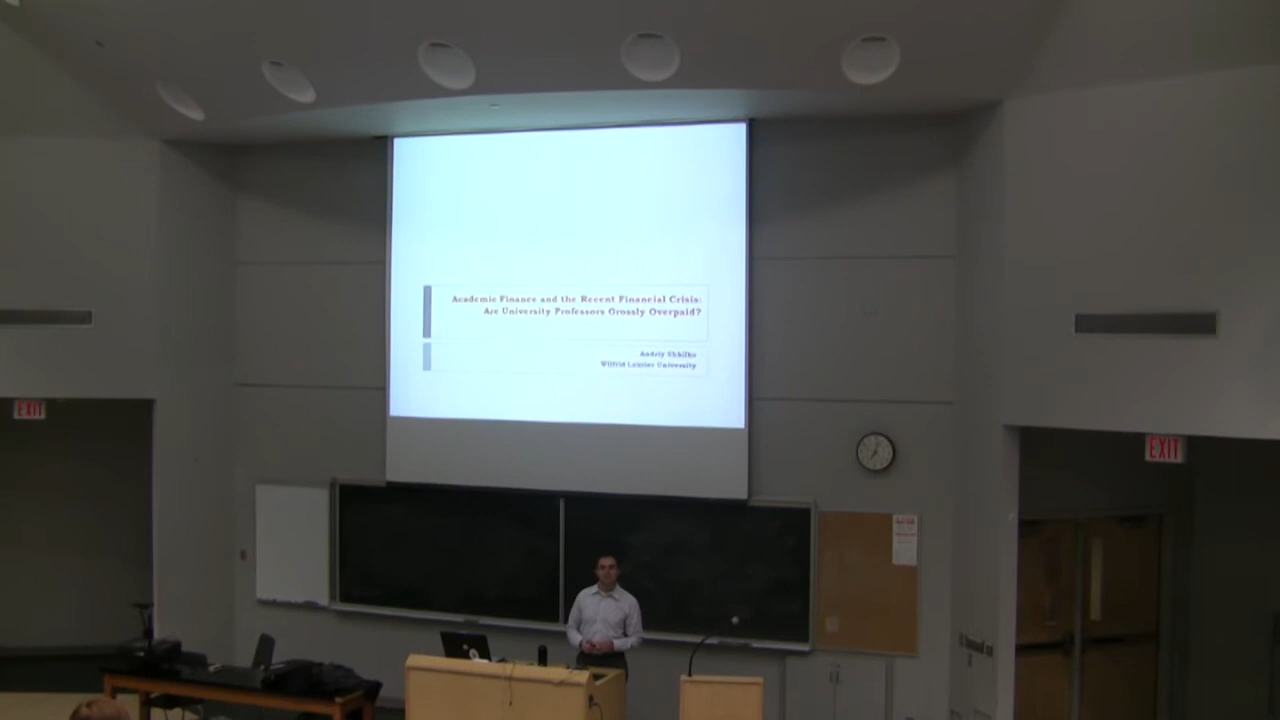 Academic Finance and the Recent Financial Crisis:
Are University Professors Grossly Overpaid?
Andriy Shkilko
Wilfrid Laurier University
EXIT
EXIT